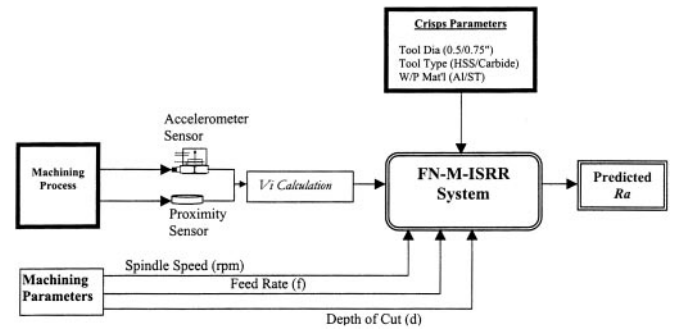 Crisps Parameters
Tool Dia (0.5/0.75")
Tool Type (HSS/Carbide)
W/P Mat'l (Al/ST)
Accelerometer
Sensor
Machining
Process
Proximity
Sensor
Vi Calculation
FN-M-ISRR
System
Predicted
Ra
Machining
Parameters
Spindle Speed (rpm)
Feed Rate (f)
Depth of Cut (d)